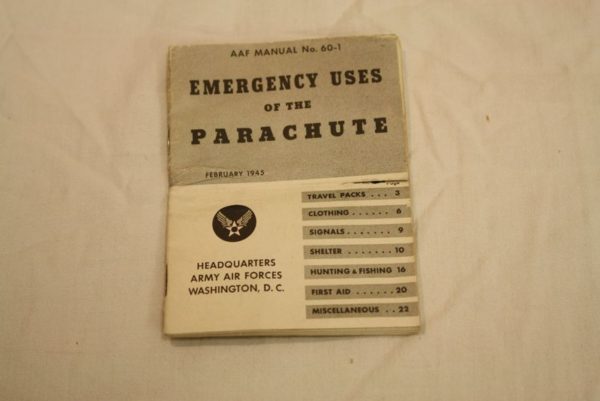 AAF MANUAL No. 60-1
EMERGENCY USES
OF THE
PARACHUTE
FEBRUARY 1945
Page
TRAVEL PACKS . . . 3
CLOTHING . . . . . . 6
SIGNALS . . . . . . . 9
SHELTER . . . . . . . 10
HUNTING & FISHING 16
FIRST AID . . . . . . 20
MISCELLANEOUS . . 22
HEADQUARTERS
ARMY AIR FORCES
WASHINGTON, D. C.